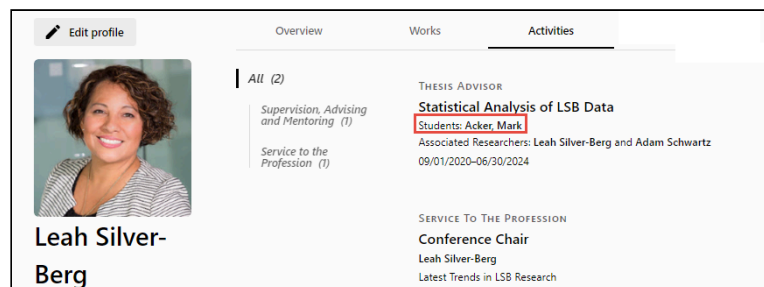 Edit profile
Overview
Works
Activities
Leah Silver-
Berg
All (2)
Supervision, Advising
and Mentoring (1)
Service to the
Profession (1)
THESIS ADVISOR
Statistical Analysis of LSB Data
Students: Acker, Mark
Associated Researchers: Leah Silver-Berg and Adam Schwartz
09/01/2020–06/30/2024
SERVICE TO THE PROFESSION
Conference Chair
Leah Silver-Berg
Latest Trends in LSB Research